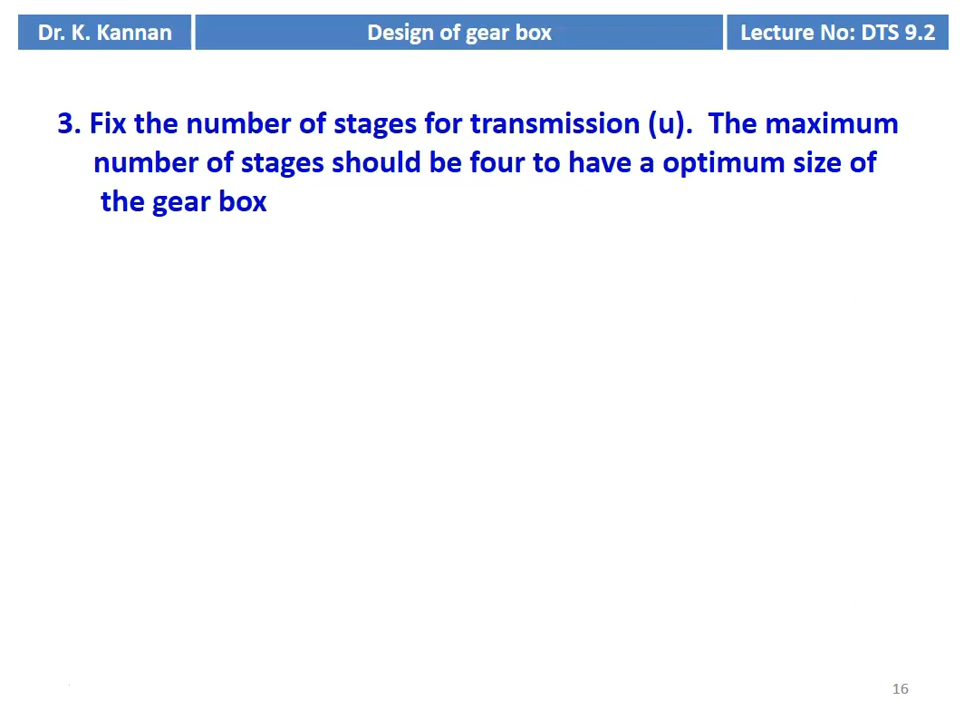 Dr. K. Kannan
Design of gear box
Lecture No: DTS 9.2
3. Fix the number of stages for transmission (u). The maximum
number of stages should be four to have a optimum size of
the gear box
16